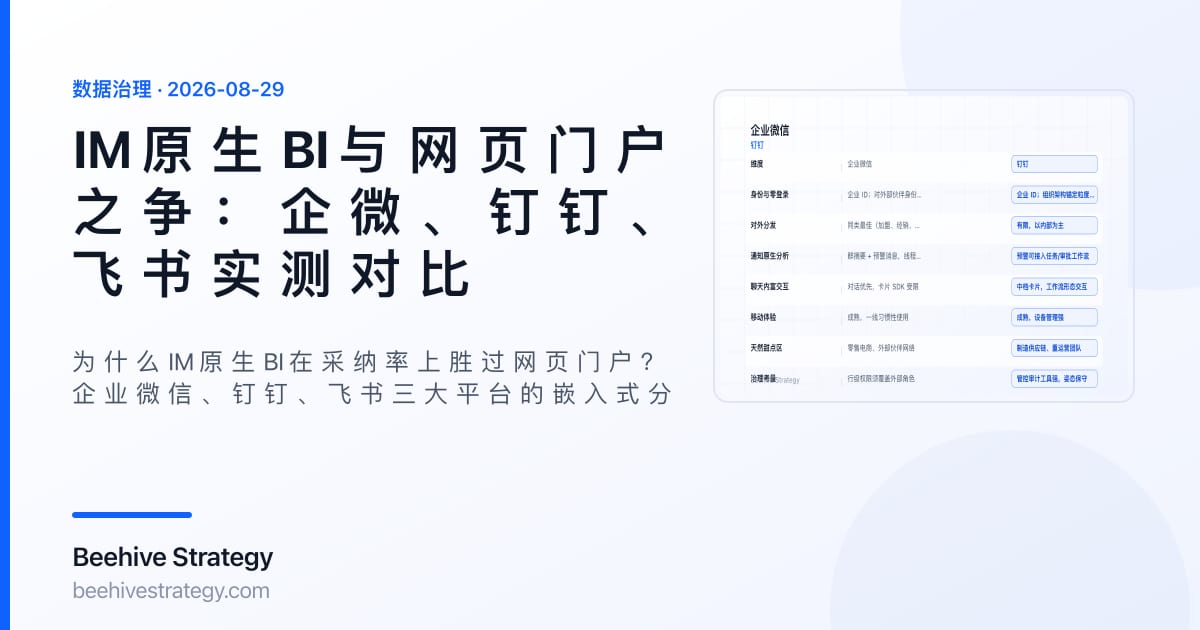 数据治理 · 2026-08-29
IM原生BI与网页门户
之争：企微、钉钉、
飞书实测对比
为什么IM原生BI在采纳率上胜过网页门户？
企业微信、钉钉、飞书三大平台的嵌入式分
Beehive Strategy
beehivestrategy.com
企业微信
钉钉
维度 企业微信 钉钉
身份与零登录 企业 ID；对外部伙伴身份... 企业 ID；组织架构锚定粒度...
对外分发 同类最佳（加盟、经销、... 有限，以内部为主
通知原生分析 群摘要 + 预警消息、线程... 预警可接入任务/审批工作流
聊天内富交互 对话优先、卡片 SDK 受限 中档卡片，工作流形态交互
移动体验 成熟、一线习惯性使用 成熟，设备管理强
天然甜点区 零售电商、外部伙伴网络 制造供应链、重运营团队
治理考量 Strategy 行级权限须覆盖外部角色 管控审计工具强，姿态保守